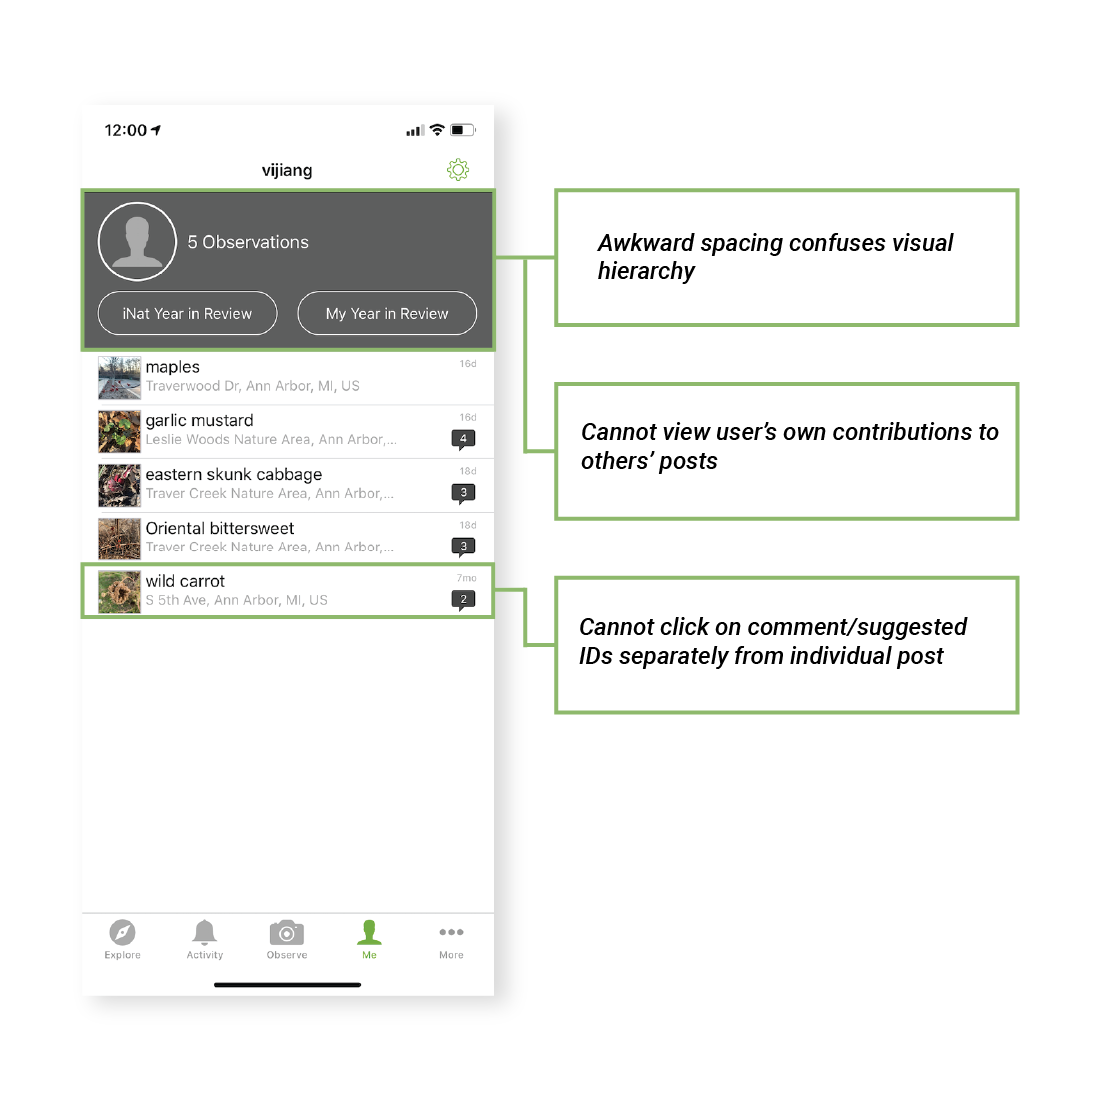 12:00
vijiang
5 Observations
iNat Year in Review
My Year in Review
maples
16d
Traverwood Dr, Ann Arbor, MI, US
garlic mustard
16d
Leslie Woods Nature Area, Ann Arbor,...
4
eastern skunk cabbage
18d
Traver Creek Nature Area, Ann Arbor,...
3
Oriental bittersweet
18d
Traver Creek Nature Area, Ann Arbor,...
3
wild carrot
7mo
S 5th Ave, Ann Arbor, MI, US
2
Explore
Activity
Observe
Me
More
Awkward spacing confuses visual
hierarchy
Cannot view user’s own contributions to
others’ posts
Cannot click on comment/suggested
IDs separately from individual post